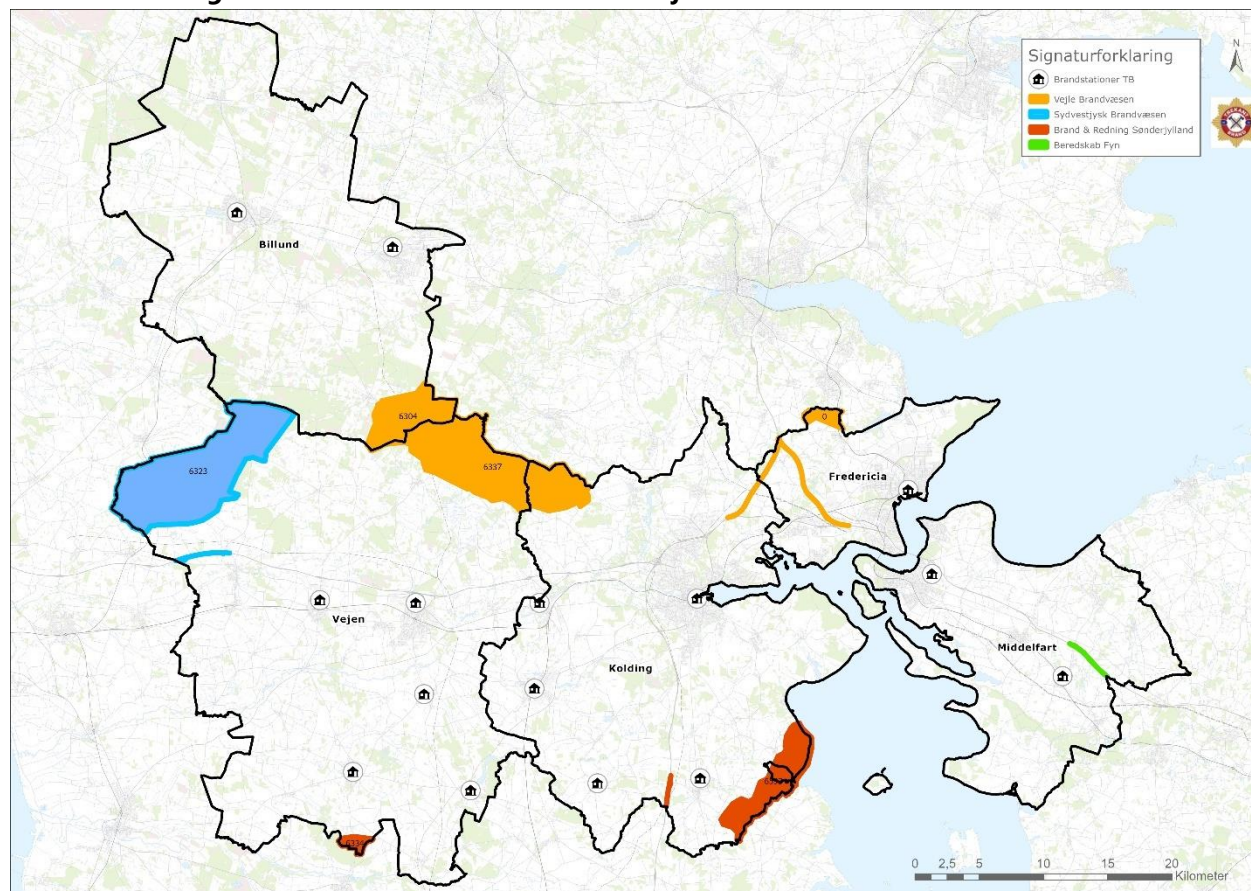 Signaturforklaring
N
Brandstationer TB
Vejle Brandvæsen
Sydvestjysk Brandvæsen
Brand & Redning Sønderjylland
Beredskab Fyn
Billund
6304
0
6323
6337
Fredericia
Vejen
Kolding
Middelfart
0 2,5 5 10 15 20
Kilometer